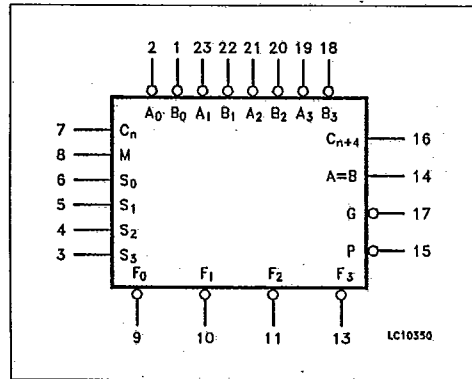 2 1 23 22 21 20 19 18
A0 B0 A1 B1 A2 B2 A3 B3
7 Cn
Cn+4 16
8 M
6 S0
A=B 14
5 S1
G 17
4 S2
P 15
3 S3
F0 F1 F2 F3
9 10 11 13
LC10350